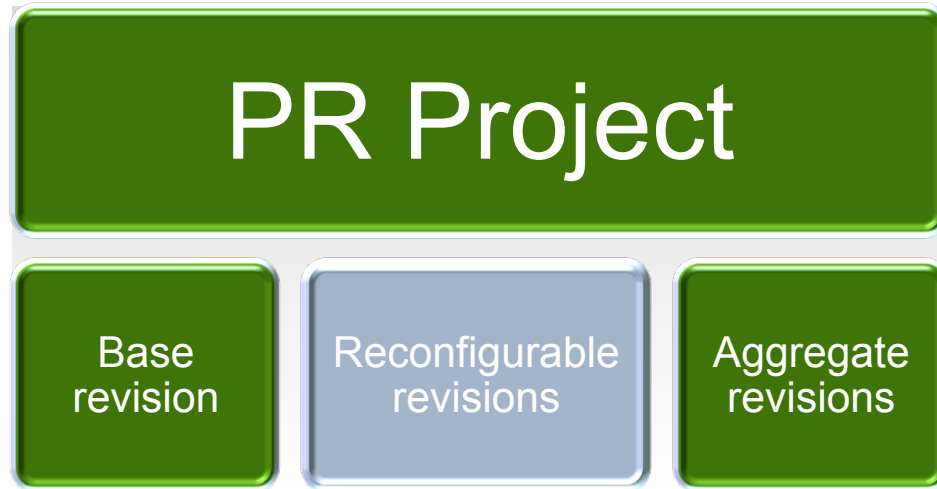 PR Project
Base
revision
Reconfigurable
revisions
Aggregate
revisions